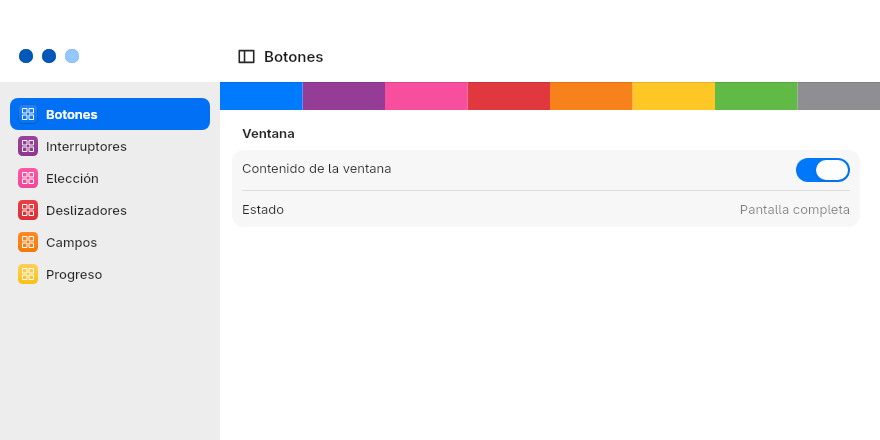 Botones
Botones
Interruptores
Elección
Deslizadores
Campos
Progreso
Ventana
Contenido de la ventana
Estado
Pantalla completa